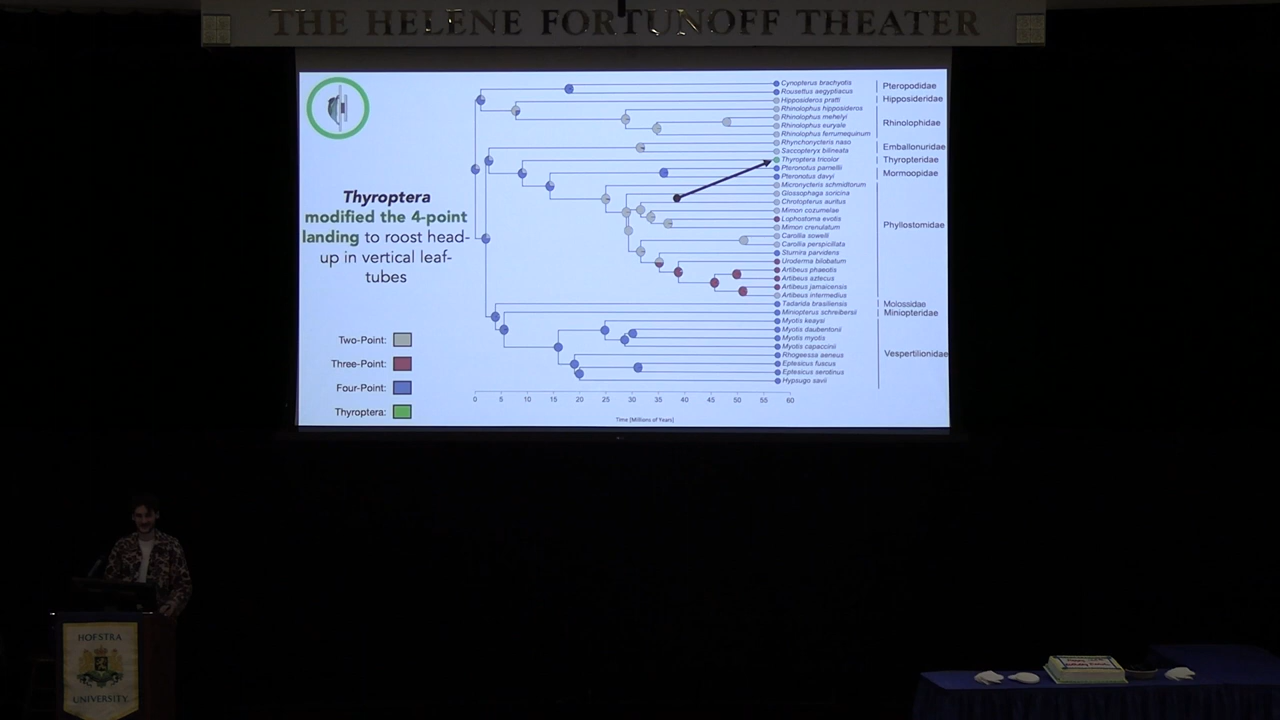 THE HELENE FORTUNOFF THEATER
Thyroptera
modified the 4-point
landing to roost head-
up in vertical leaf-
tubes
Two-Point:
Three-Point:
Four-Point:
Thyroptera:
Cynopterus brachyotis
Rousettus aegyptiacus
Hipposideros pratti
Rhinolophus hipposideros
Rhinolophus mehelyi
Rhinolophus euryale
Rhinolophus ferrumequinum
Rhynchonycteris naso
Saccopteryx bilineata
Thyroptera tricolor
Pteronotus parnellii
Pteronotus davyi
Micronycteris schmidtorum
Glossophaga soricina
Chrotopterus auritus
Mimon cozumelae
Lophostoma evotis
Mimon crenulatum
Carollia sowelli
Carollia perspicillata
Sturnira parvidens
Uroderma bilobatum
Artibeus phaeotis
Artibeus aztecus
Artibeus jamaicensis
Artibeus intermedius
Tadarida brasiliensis
Miniopterus schreibersii
Myotis keaysi
Myotis daubentonii
Myotis myotis
Myotis capaccinii
Rhogeessa aeneus
Eptesicus fuscus
Eptesicus serotinus
Hypsugo savii
Pteropodidae
Hipposideridae
Rhinolophidae
Emballonuridae
Thyropteridae
Mormoopidae
Phyllostomidae
Molossidae
Miniopteridae
Vespertilionidae
0 5 10 15 20 25 30 35 40 45 50 55 60
Time [Millions of Years]
HOFSTRA
UNIVERSITY